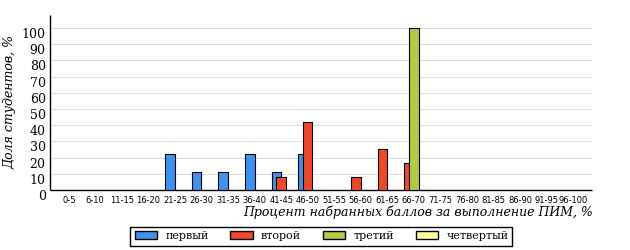 Доля студентов, %
100
90
80
70
60
50
40
30
20
10
0
0-5 6-10 11-15 16-20 21-25 26-30 31-35 36-40 41-45 46-50 51-55 56-60 61-65 66-70 71-75 76-80 81-85 86-90 91-95 96-100
Процент набранных баллов за выполнение ПИМ, %
первый второй третий четвертый